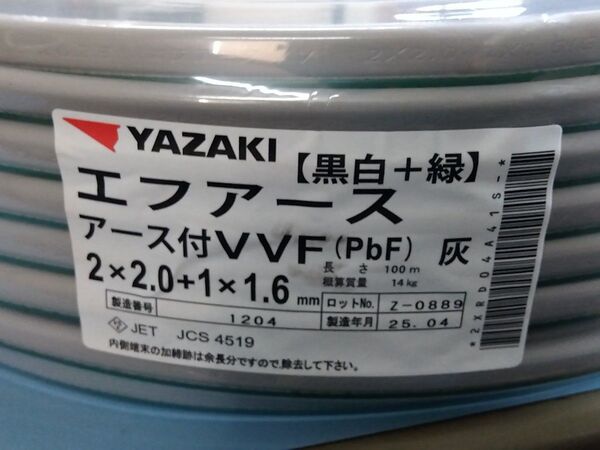 YAZAKI
【黒白+緑】
エフアース
アース付VVF(PbF) 灰
2×2.0+1×1.6mm
長さ 100m
概算質量 14kg
製造番号 1204
ロットNo. Z-0889
製造年月 25.04
JET JCS 4519
内側端末の加締跡は余長分ですので,除去して下さい。
*2XRD04A41S-*